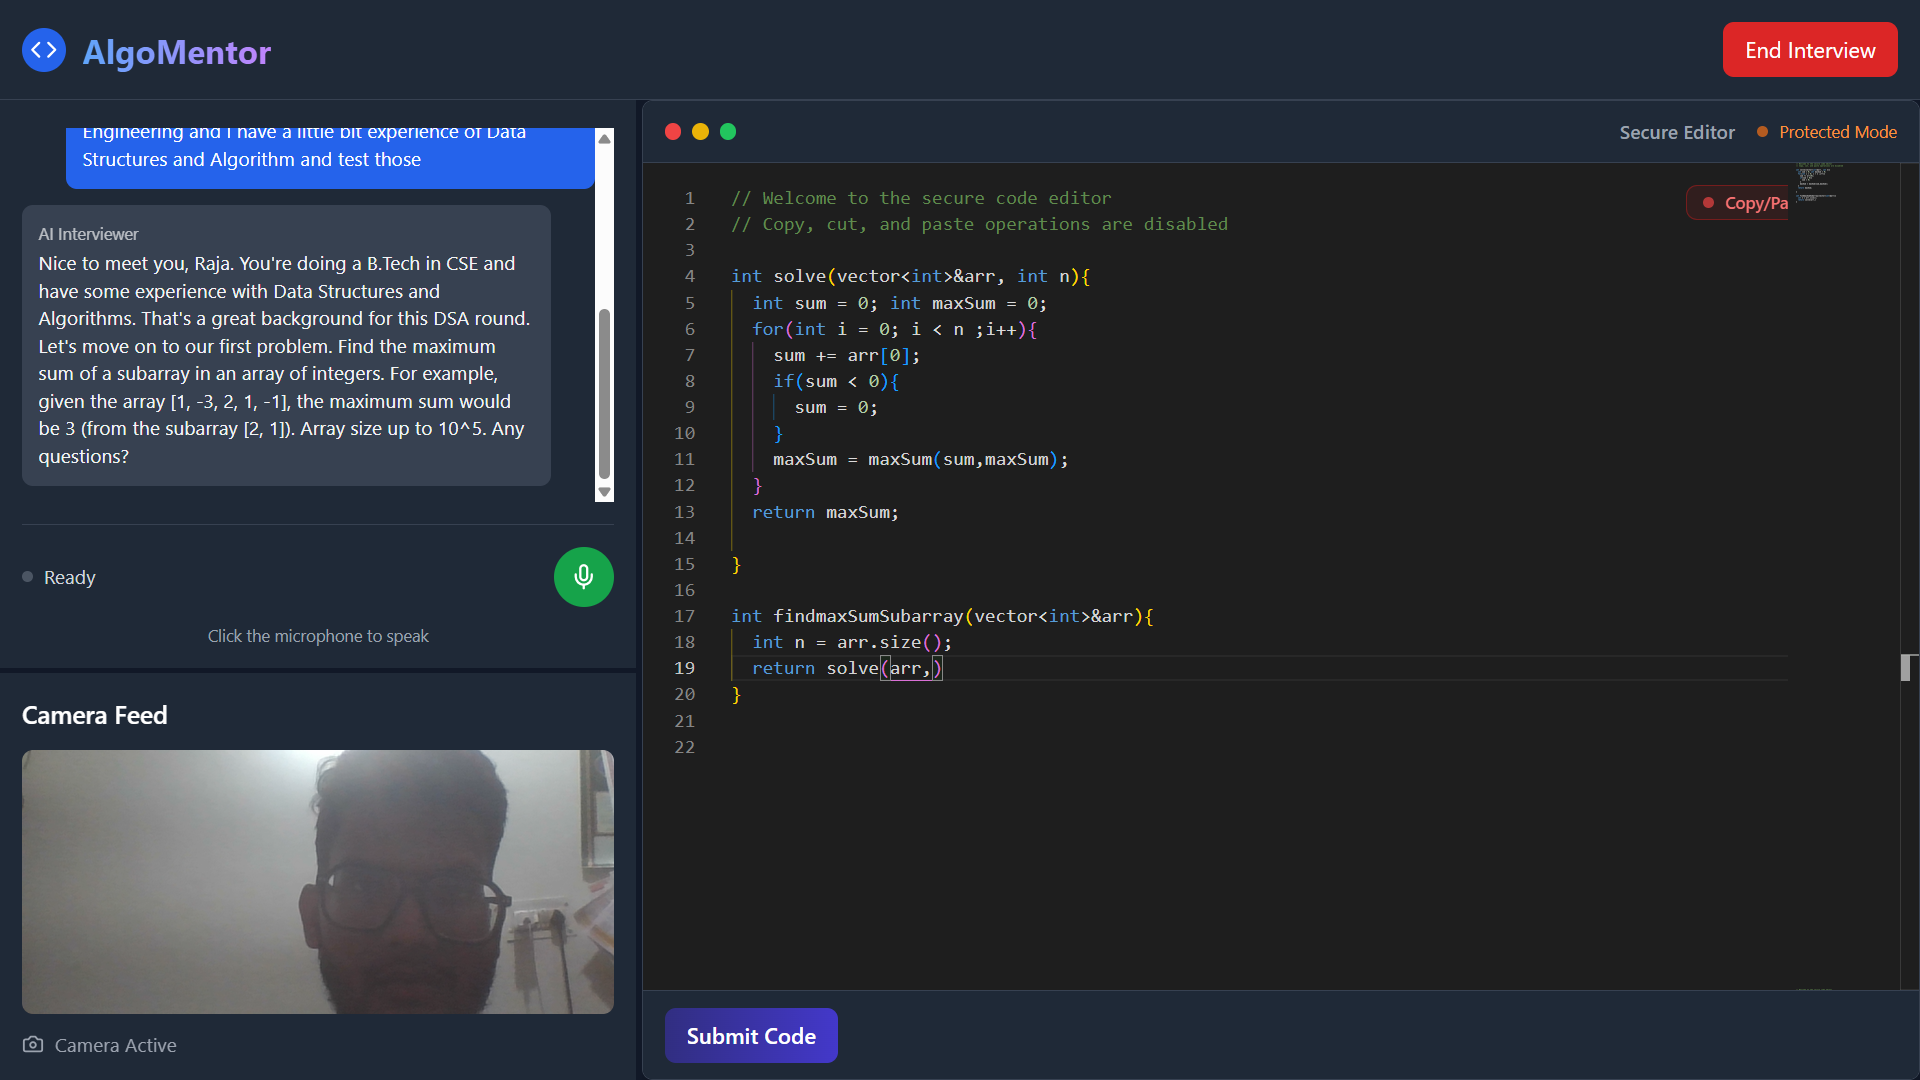 AlgoMentor
End Interview
Engineering and I have a little bit experience of Data
Structures and Algorithm and test those
AI Interviewer
Nice to meet you, Raja. You're doing a B.Tech in CSE and
have some experience with Data Structures and
Algorithms. That's a great background for this DSA round.
Let's move on to our first problem. Find the maximum
sum of a subarray in an array of integers. For example,
given the array [1, -3, 2, 1, -1], the maximum sum would
be 3 (from the subarray [2, 1]). Array size up to 10^5. Any
questions?
Ready
Click the microphone to speak
Camera Feed
Camera Active
Secure Editor
Protected Mode
Copy/Pa
1 // Welcome to the secure code editor
2 // Copy, cut, and paste operations are disabled
3
4 int solve(vector<int>&arr, int n){
5 int sum = 0; int maxSum = 0;
6 for(int i = 0; i < n ;i++){
7 sum += arr[0];
8 if(sum < 0){
9 sum = 0;
10 }
11 maxSum = maxSum(sum,maxSum);
12 }
13 return maxSum;
14
15 }
16
17 int findmaxSumSubarray(vector<int>&arr){
18 int n = arr.size();
19 return solve(arr,)
20 }
21
22
Submit Code